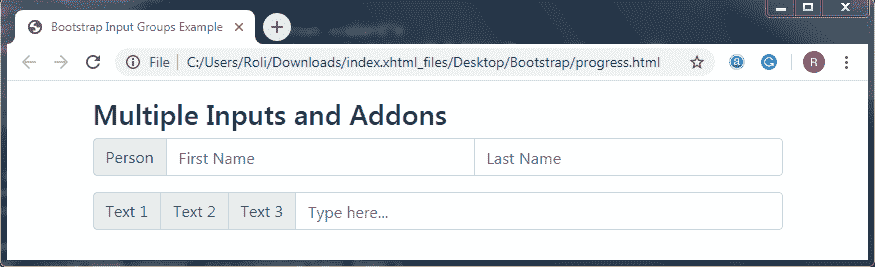 Bootstrap Input Groups Example
File C:/Users/Roli/Downloads/index.xhtml_files/Desktop/Bootstrap/progress.html R
Multiple Inputs and Addons
Person First Name Last Name
Text 1 Text 2 Text 3 Type here...